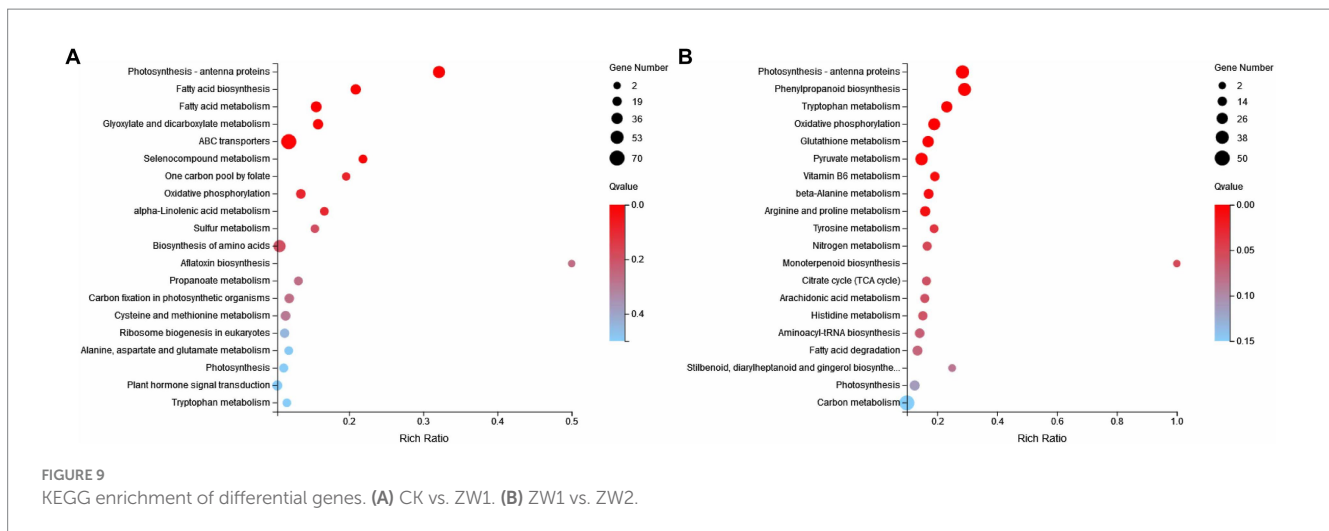 A
Photosynthesis - antenna proteins
Fatty acid biosynthesis
Fatty acid metabolism
Glyoxylate and dicarboxylate metabolism
ABC transporters
Selenocompound metabolism
One carbon pool by folate
Oxidative phosphorylation
alpha-Linolenic acid metabolism
Sulfur metabolism
Biosynthesis of amino acids
Aflatoxin biosynthesis
Propanoate metabolism
Carbon fixation in photosynthetic organisms
Cysteine and methionine metabolism
Ribosome biogenesis in eukaryotes
Alanine, aspartate and glutamate metabolism
Photosynthesis
Plant hormone signal transduction
Tryptophan metabolism
0.2 0.3 0.4 0.5
Rich Ratio
Gene Number
2
19
36
53
70
Qvalue
0.0
0.2
0.4
B
Photosynthesis - antenna proteins
Phenylpropanoid biosynthesis
Tryptophan metabolism
Oxidative phosphorylation
Glutathione metabolism
Pyruvate metabolism
Vitamin B6 metabolism
beta-Alanine metabolism
Arginine and proline metabolism
Tyrosine metabolism
Nitrogen metabolism
Monoterpenoid biosynthesis
Citrate cycle (TCA cycle)
Arachidonic acid metabolism
Histidine metabolism
Aminoacyl-tRNA biosynthesis
Fatty acid degradation
Stilbenoid, diarylheptanoid and gingerol biosynthe...
Photosynthesis
Carbon metabolism
0.2 0.4 0.6 0.8 1.0
Rich Ratio
Gene Number
2
14
26
38
50
Qvalue
0.00
0.05
0.10
0.15
FIGURE 9
KEGG enrichment of differential genes. (A) CK vs. ZW1. (B) ZW1 vs. ZW2.